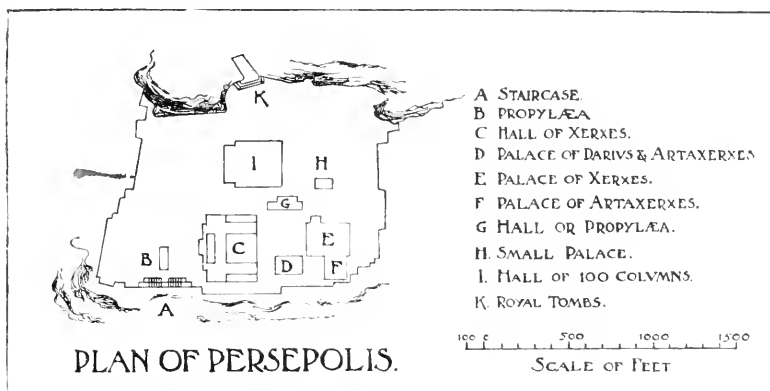 K
I
H
G
B
C
D
E
F
A
PLAN OF PERSEPOLIS.
A STAIRCASE.
B PROPYLÆA
C HALL OF XERXES.
D PALACE OF DARIVS & ARTAXERXES
E PALACE OF XERXES.
F PALACE OF ARTAXERXES.
G HALL OR PROPYLÆA.
H. SMALL PALACE.
I. HALL OF 100 COLVMNS.
K. ROYAL TOMBS.
100 0 500 1000 1500
SCALE OF FEET